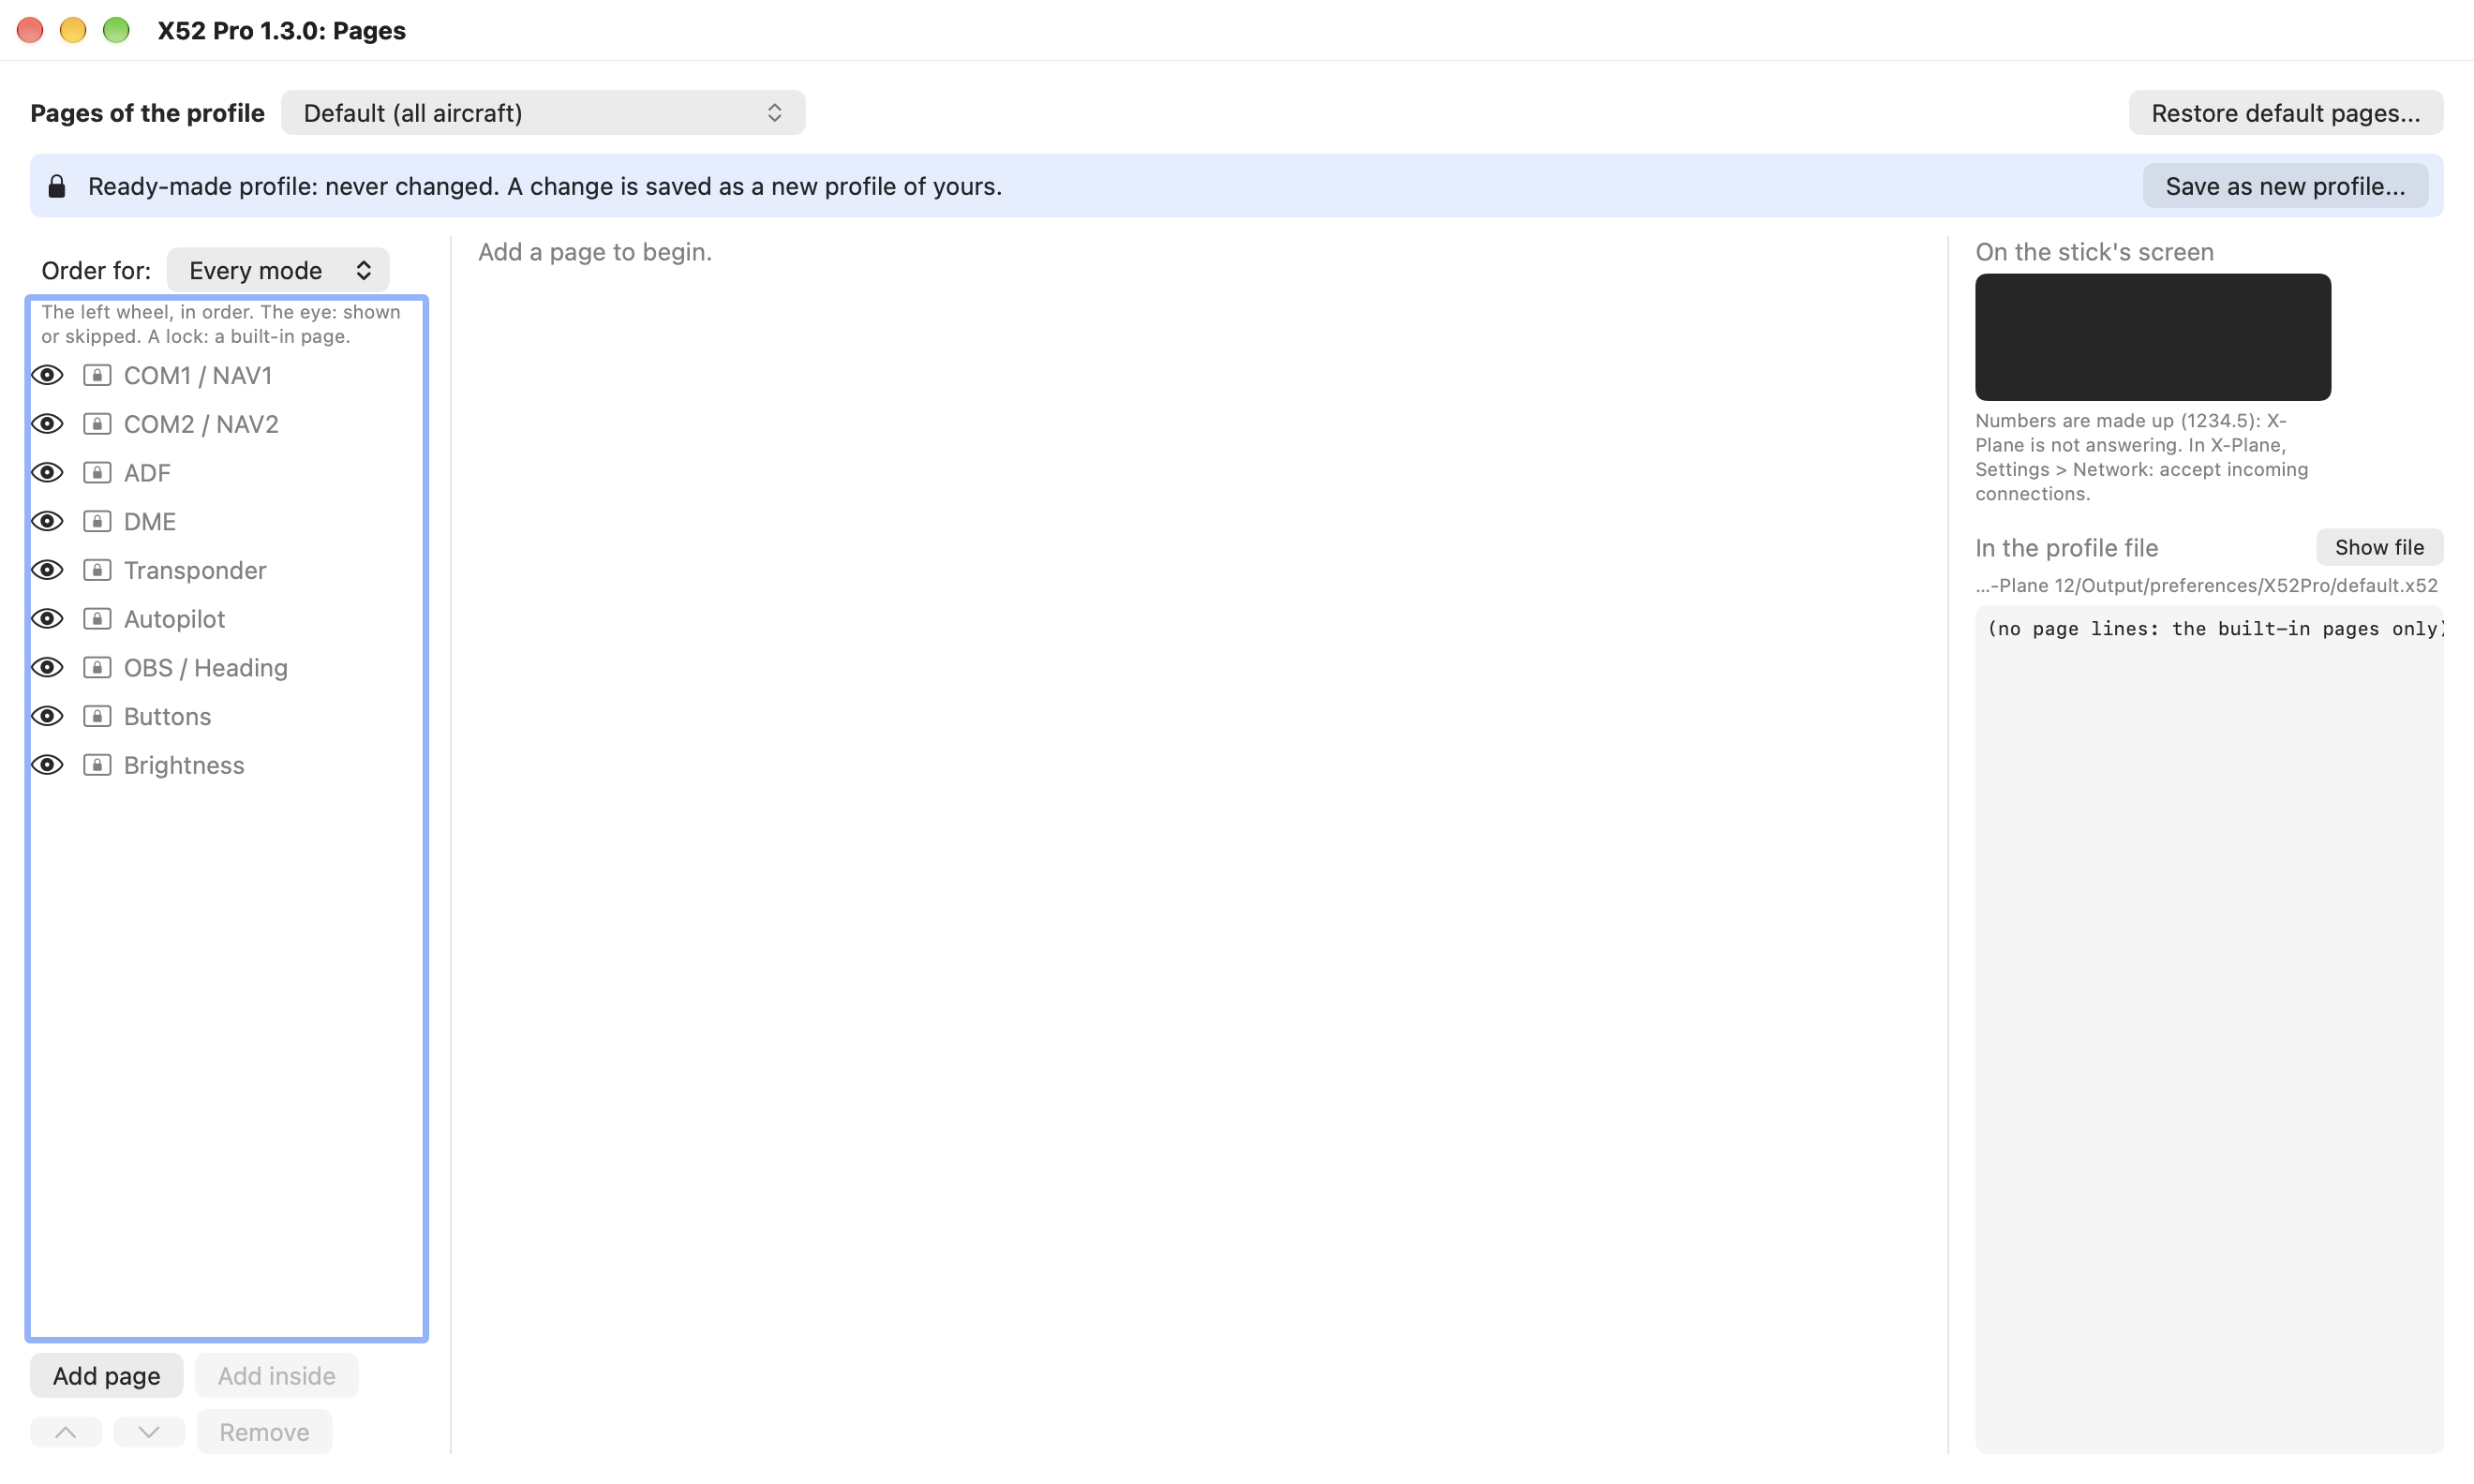 X52 Pro 1.3.0: Pages
Pages of the profile
Default (all aircraft)
Restore default pages...
Ready-made profile: never changed. A change is saved as a new profile of yours.
Save as new profile...
Order for:
Every mode
The left wheel, in order. The eye: shown
or skipped. A lock: a built-in page.
COM1 / NAV1
COM2 / NAV2
ADF
DME
Transponder
Autopilot
OBS / Heading
Buttons
Brightness
Add page
Add inside
Remove
Add a page to begin.
On the stick's screen
Numbers are made up (1234.5): X-
Plane is not answering. In X-Plane,
Settings > Network: accept incoming
connections.
In the profile file
Show file
...-Plane 12/Output/preferences/X52Pro/default.x52
(no page lines: the built-in pages only)